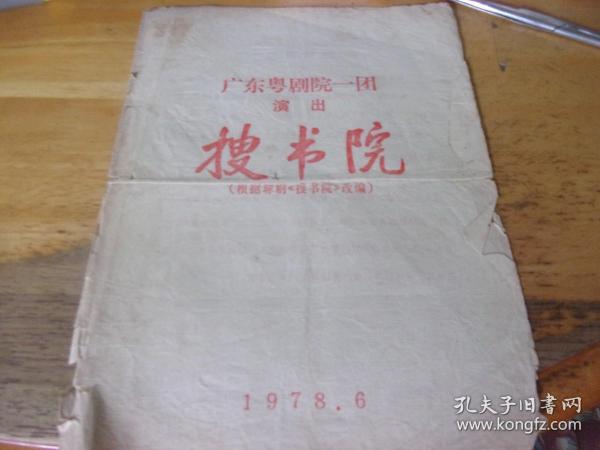 广东粤剧院一团
演出
搜书院
(根据琼剧《搜书院》改编)
1978.6
孔夫子旧書网
www.kongfz.com